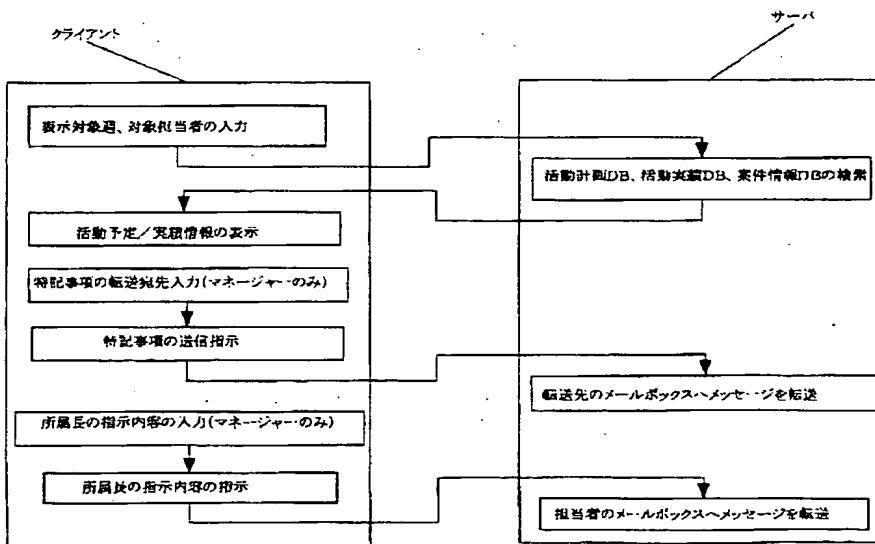 クライアント
サーバ
表示対象週、対象担当者の入力
活動計画DB、活動実績DB、案件情報DBの検索
活動予定／実績情報の表示
特記事項の転送宛先入力(マネージャーのみ)
特記事項の送信指示
転送先のメールボックスへメッセージを転送
所属長の指示内容の入力(マネージャーのみ)
所属長の指示内容の指示
担当者のメールボックスへメッセージを転送